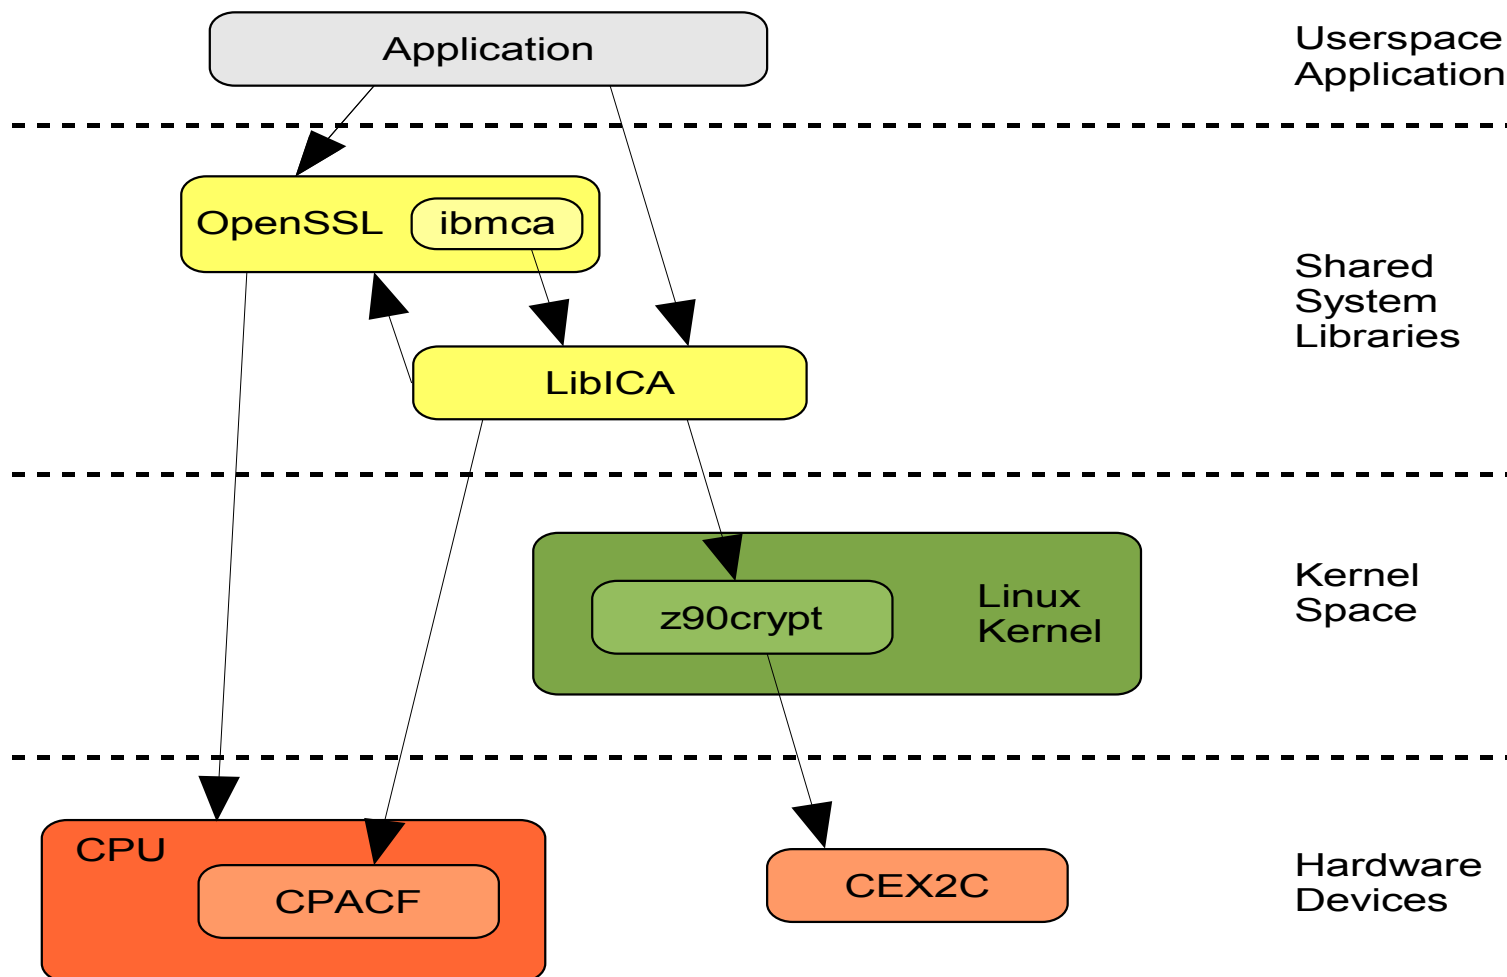 Application
Userspace
Application
OpenSSL
ibmca
Shared
System
Libraries
LibICA
Linux
Kernel
z90crypt
Kernel
Space
CPU
CPACF
CEX2C
Hardware
Devices